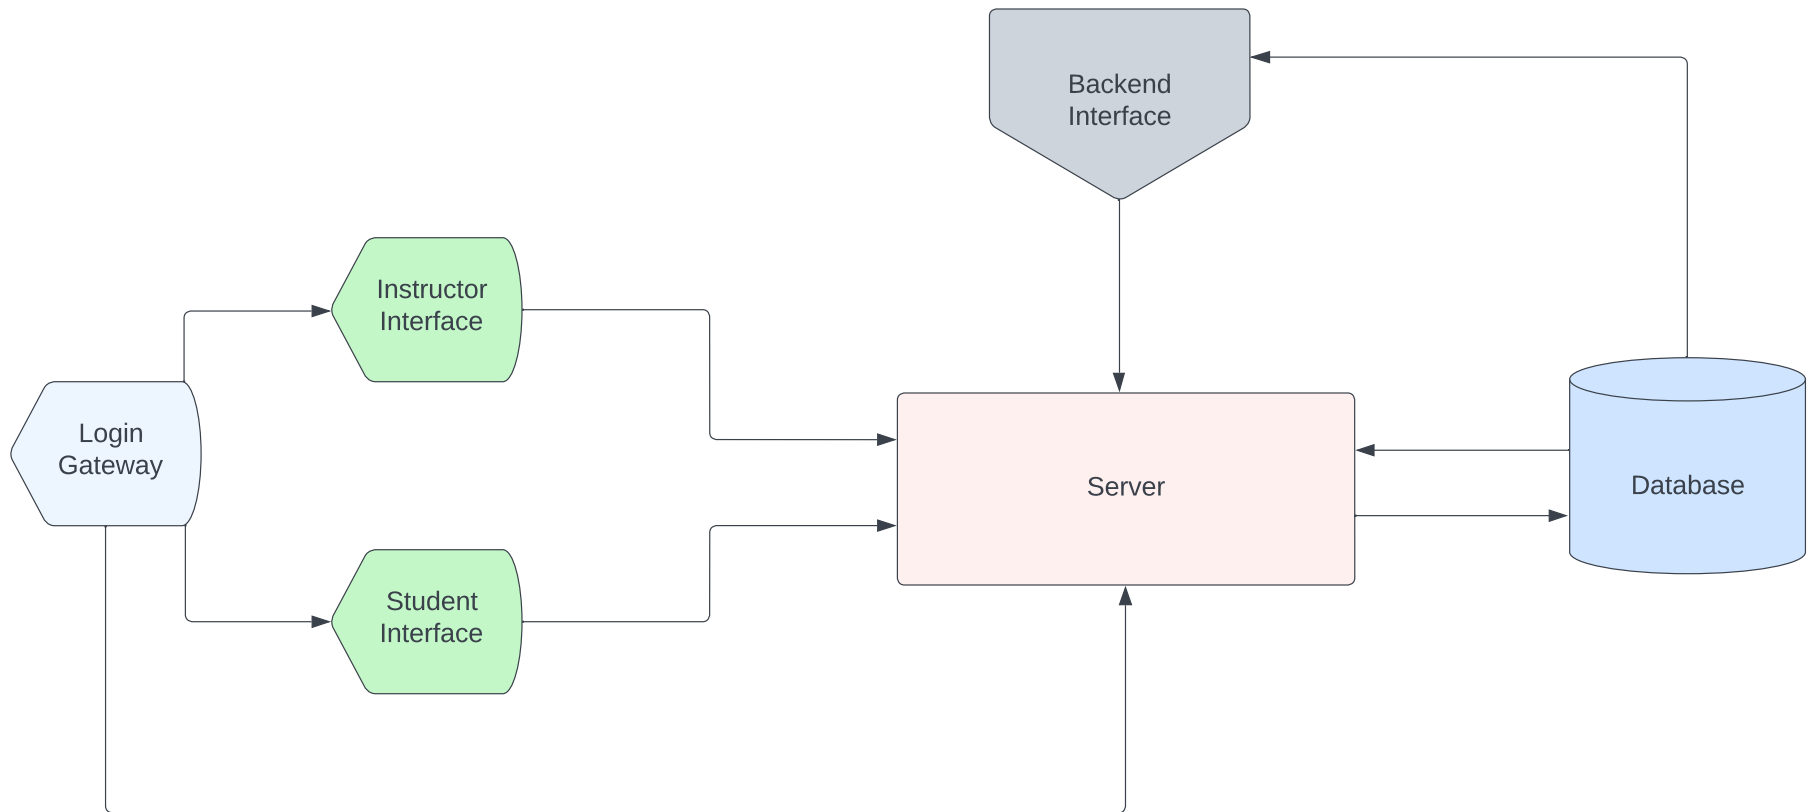 Backend
Interface
Instructor
Interface
Login
Gateway
Server
Database
Student
Interface